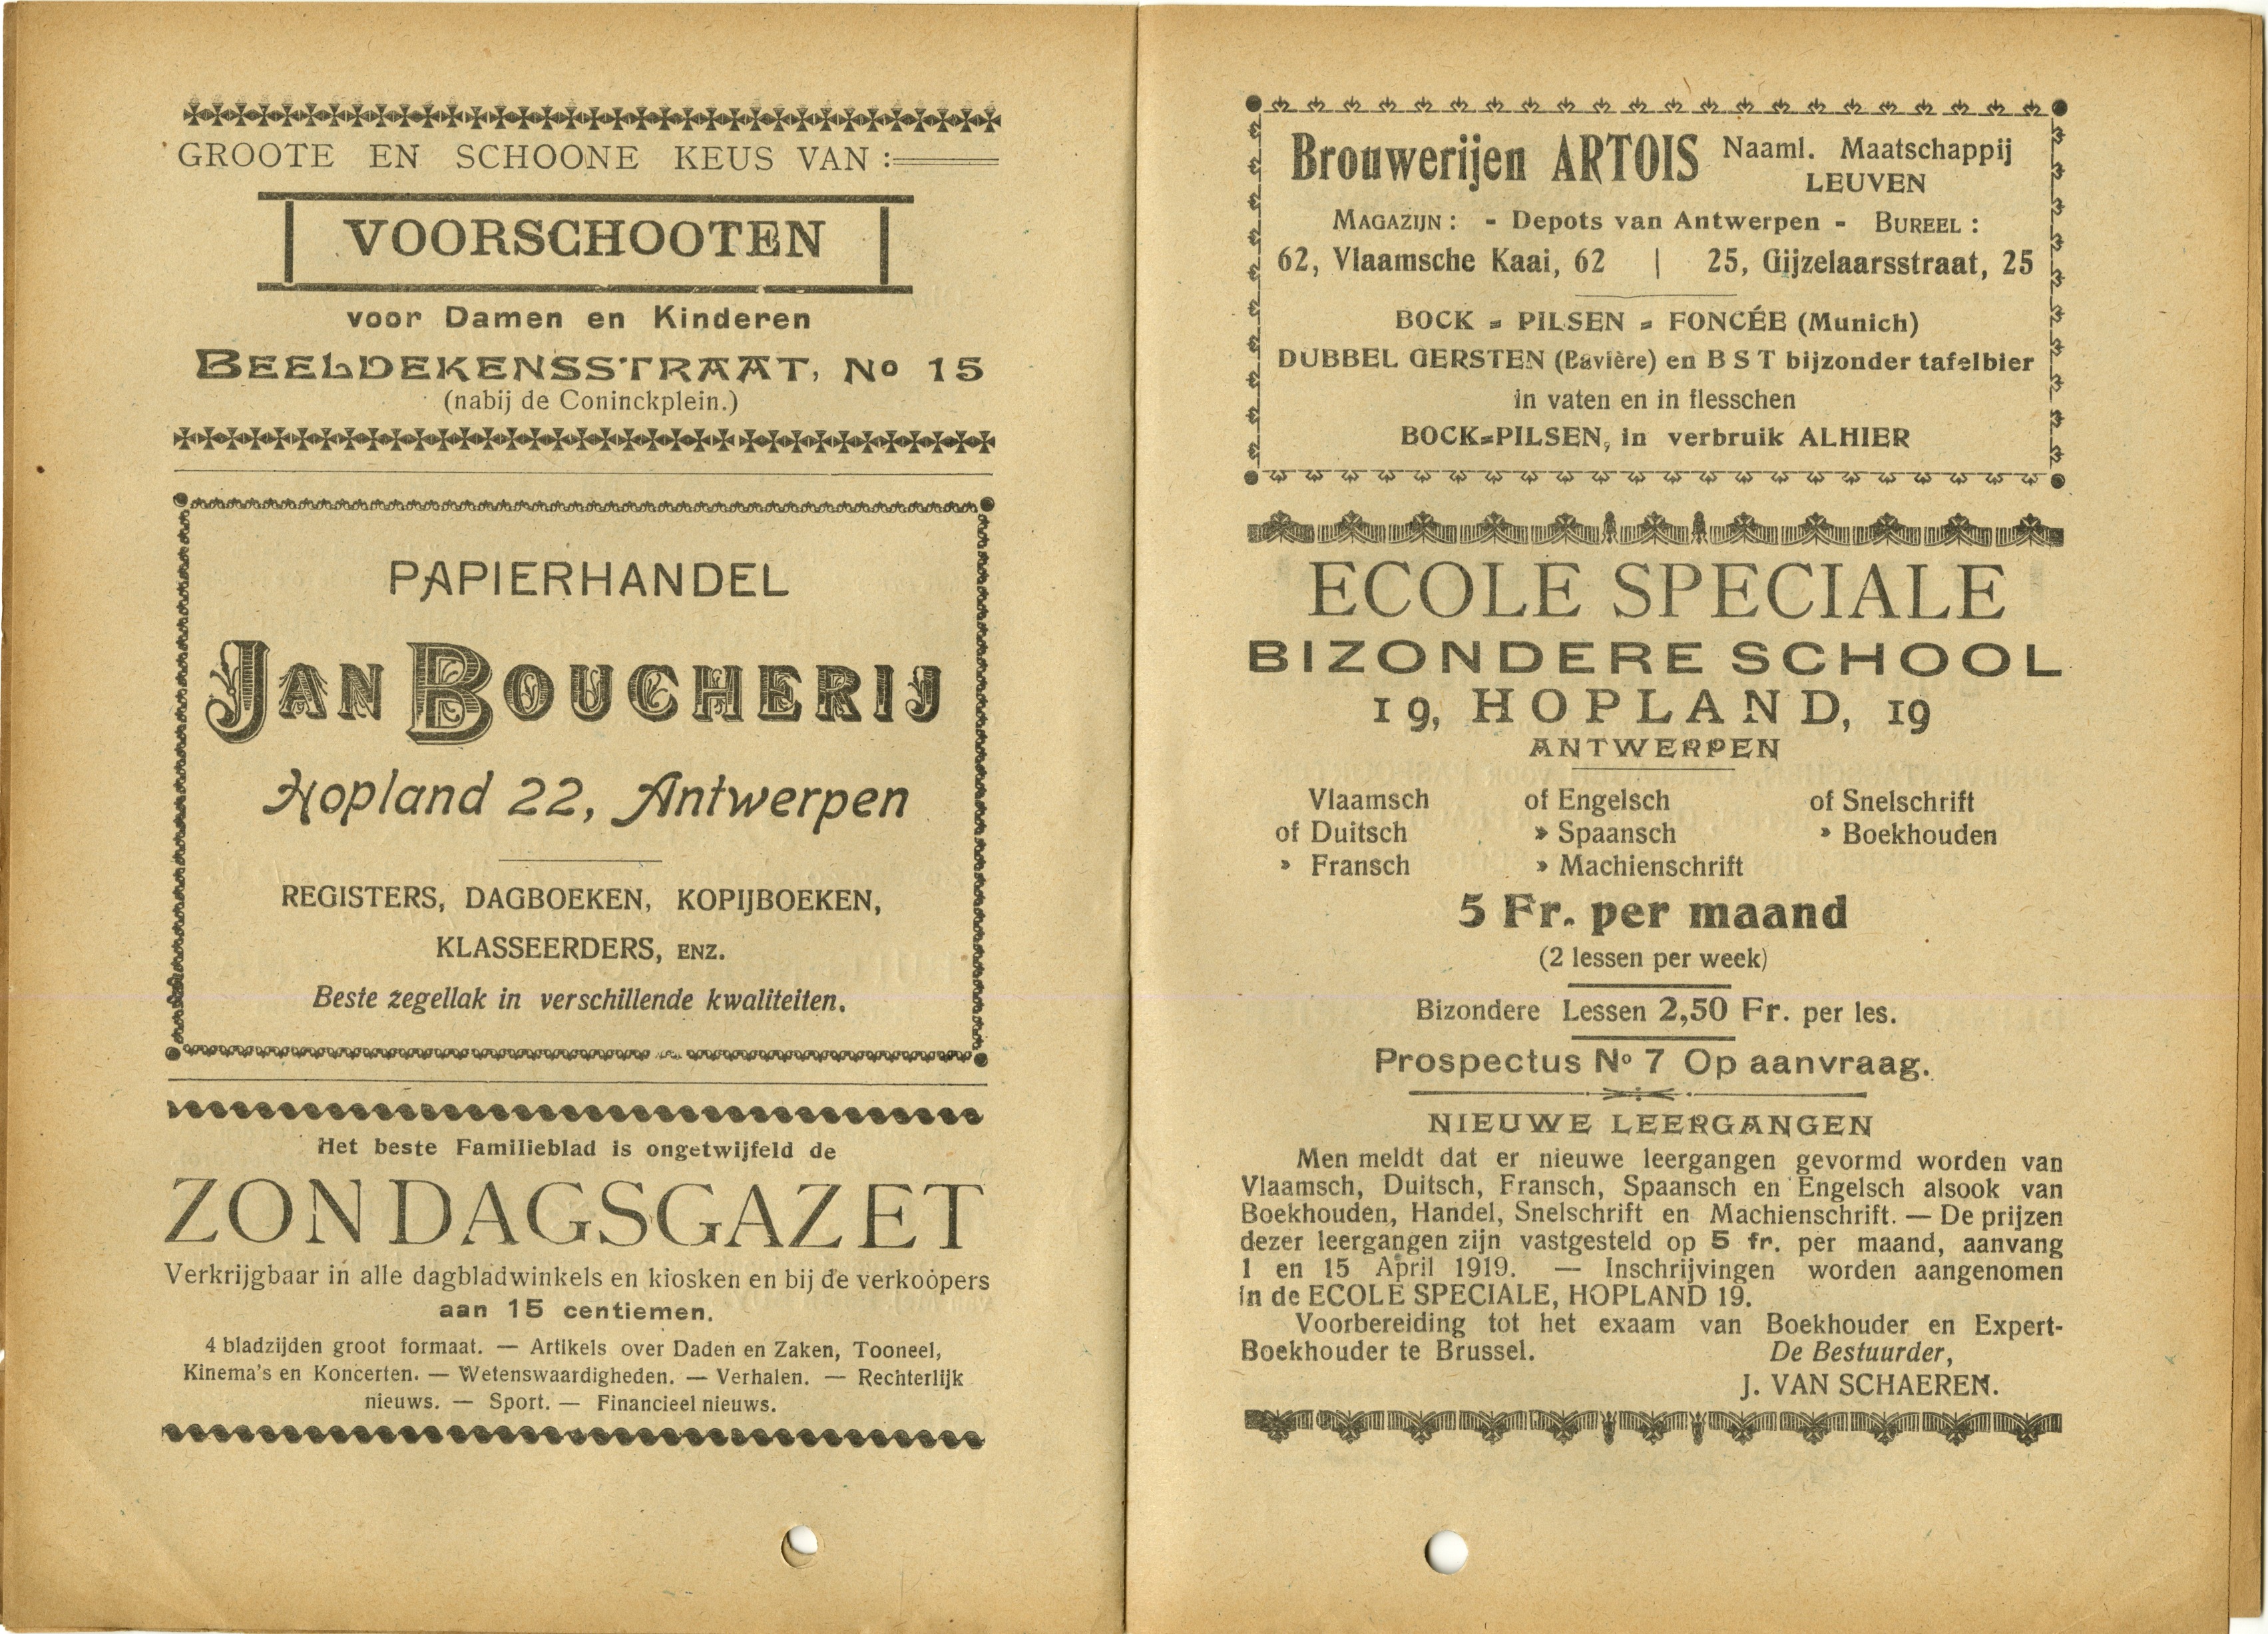 GROOTE EN SCHOONE KEUS VAN :
VOORSCHOOTEN
voor Damen en Kinderen
BEELDEKENSSTRAAT, No 15
(nabij de Coninckplein.)
PAPIERHANDEL
JAN BOUCHERIJ
Hopland 22, Antwerpen
REGISTERS, DAGBOEKEN, KOPIJBOEKEN,
KLASSEERDERS, ENZ.
Beste zegellak in verschillende kwaliteiten.
Het beste Familieblad is ongetwijfeld de
ZONDAGSGAZET
Verkrijgbaar in alle dagbladwinkels en kiosken en bij de verkoopers
aan 15 centiemen.
4 bladzijden groot formaat. — Artikels over Daden en Zaken, Tooneel,
Kinema's en Koncerten. — Wetenswaardigheden. — Verhalen. — Rechterlijk
nieuws. — Sport. — Financieel nieuws.
Brouwerijen ARTOIS Naaml. Maatschappij
LEUVEN
MAGAZIJN : - Depots van Antwerpen - BUREEL :
62, Vlaamsche Kaai, 62 | 25, Gijzelaarsstraat, 25
BOCK = PILSEN = FONCÉE (Munich)
DUBBEL GERSTEN (Bavière) en B S T bijzonder tafelbier
in vaten en in flesschen
BOCK=PILSEN, in verbruik ALHIER
ECOLE SPECIALE
BIZONDERE SCHOOL
19, HOPLAND, 19
ANTWERPEN
Vlaamsch of Engelsch of Snelschrift
of Duitsch » Spaansch » Boekhouden
» Fransch » Machienschrift
5 Fr. per maand
(2 lessen per week)
Bizondere Lessen 2,50 Fr. per les.
Prospectus No 7 Op aanvraag.
NIEUWE LEERGANGEN
Men meldt dat er nieuwe leergangen gevormd worden van
Vlaamsch, Duitsch, Fransch, Spaansch en Engelsch alsook van
Boekhouden, Handel, Snelschrift en Machienschrift. — De prijzen
dezer leergangen zijn vastgesteld op 5 fr. per maand, aanvang
1 en 15 April 1919. — Inschrijvingen worden aangenomen
in de ECOLE SPECIALE, HOPLAND 19.
Voorbereiding tot het exaam van Boekhouder en Expert-
Boekhouder te Brussel. De Bestuurder,
J. VAN SCHAEREN.